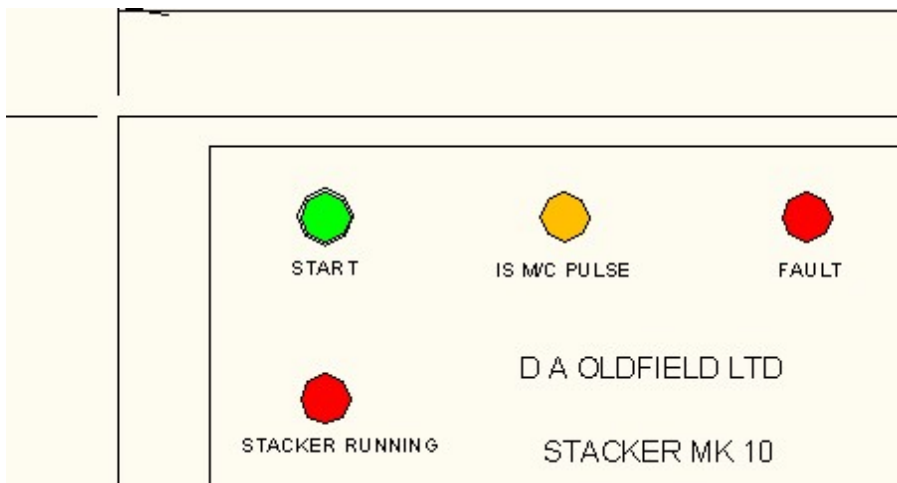 START
IS M/C PULSE
FAULT
D A OLDFIELD LTD
STACKER RUNNING
STACKER MK 10